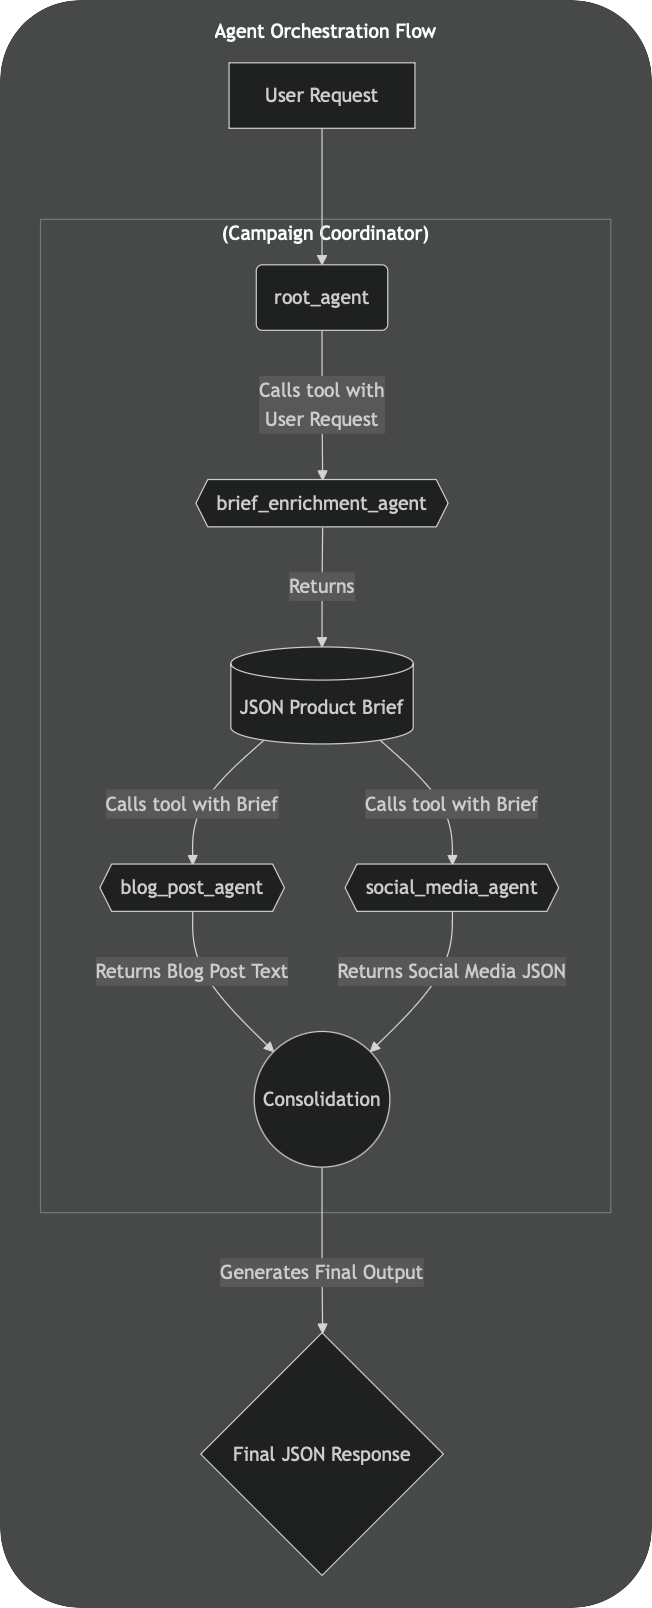 Agent Orchestration Flow
User Request
(Campaign Coordinator)
root_agent
Calls tool with
User Request
brief_enrichment_agent
Returns
JSON Product Brief
Calls tool with Brief
Calls tool with Brief
blog_post_agent
social_media_agent
Returns Blog Post Text
Returns Social Media JSON
Consolidation
Generates Final Output
Final JSON Response